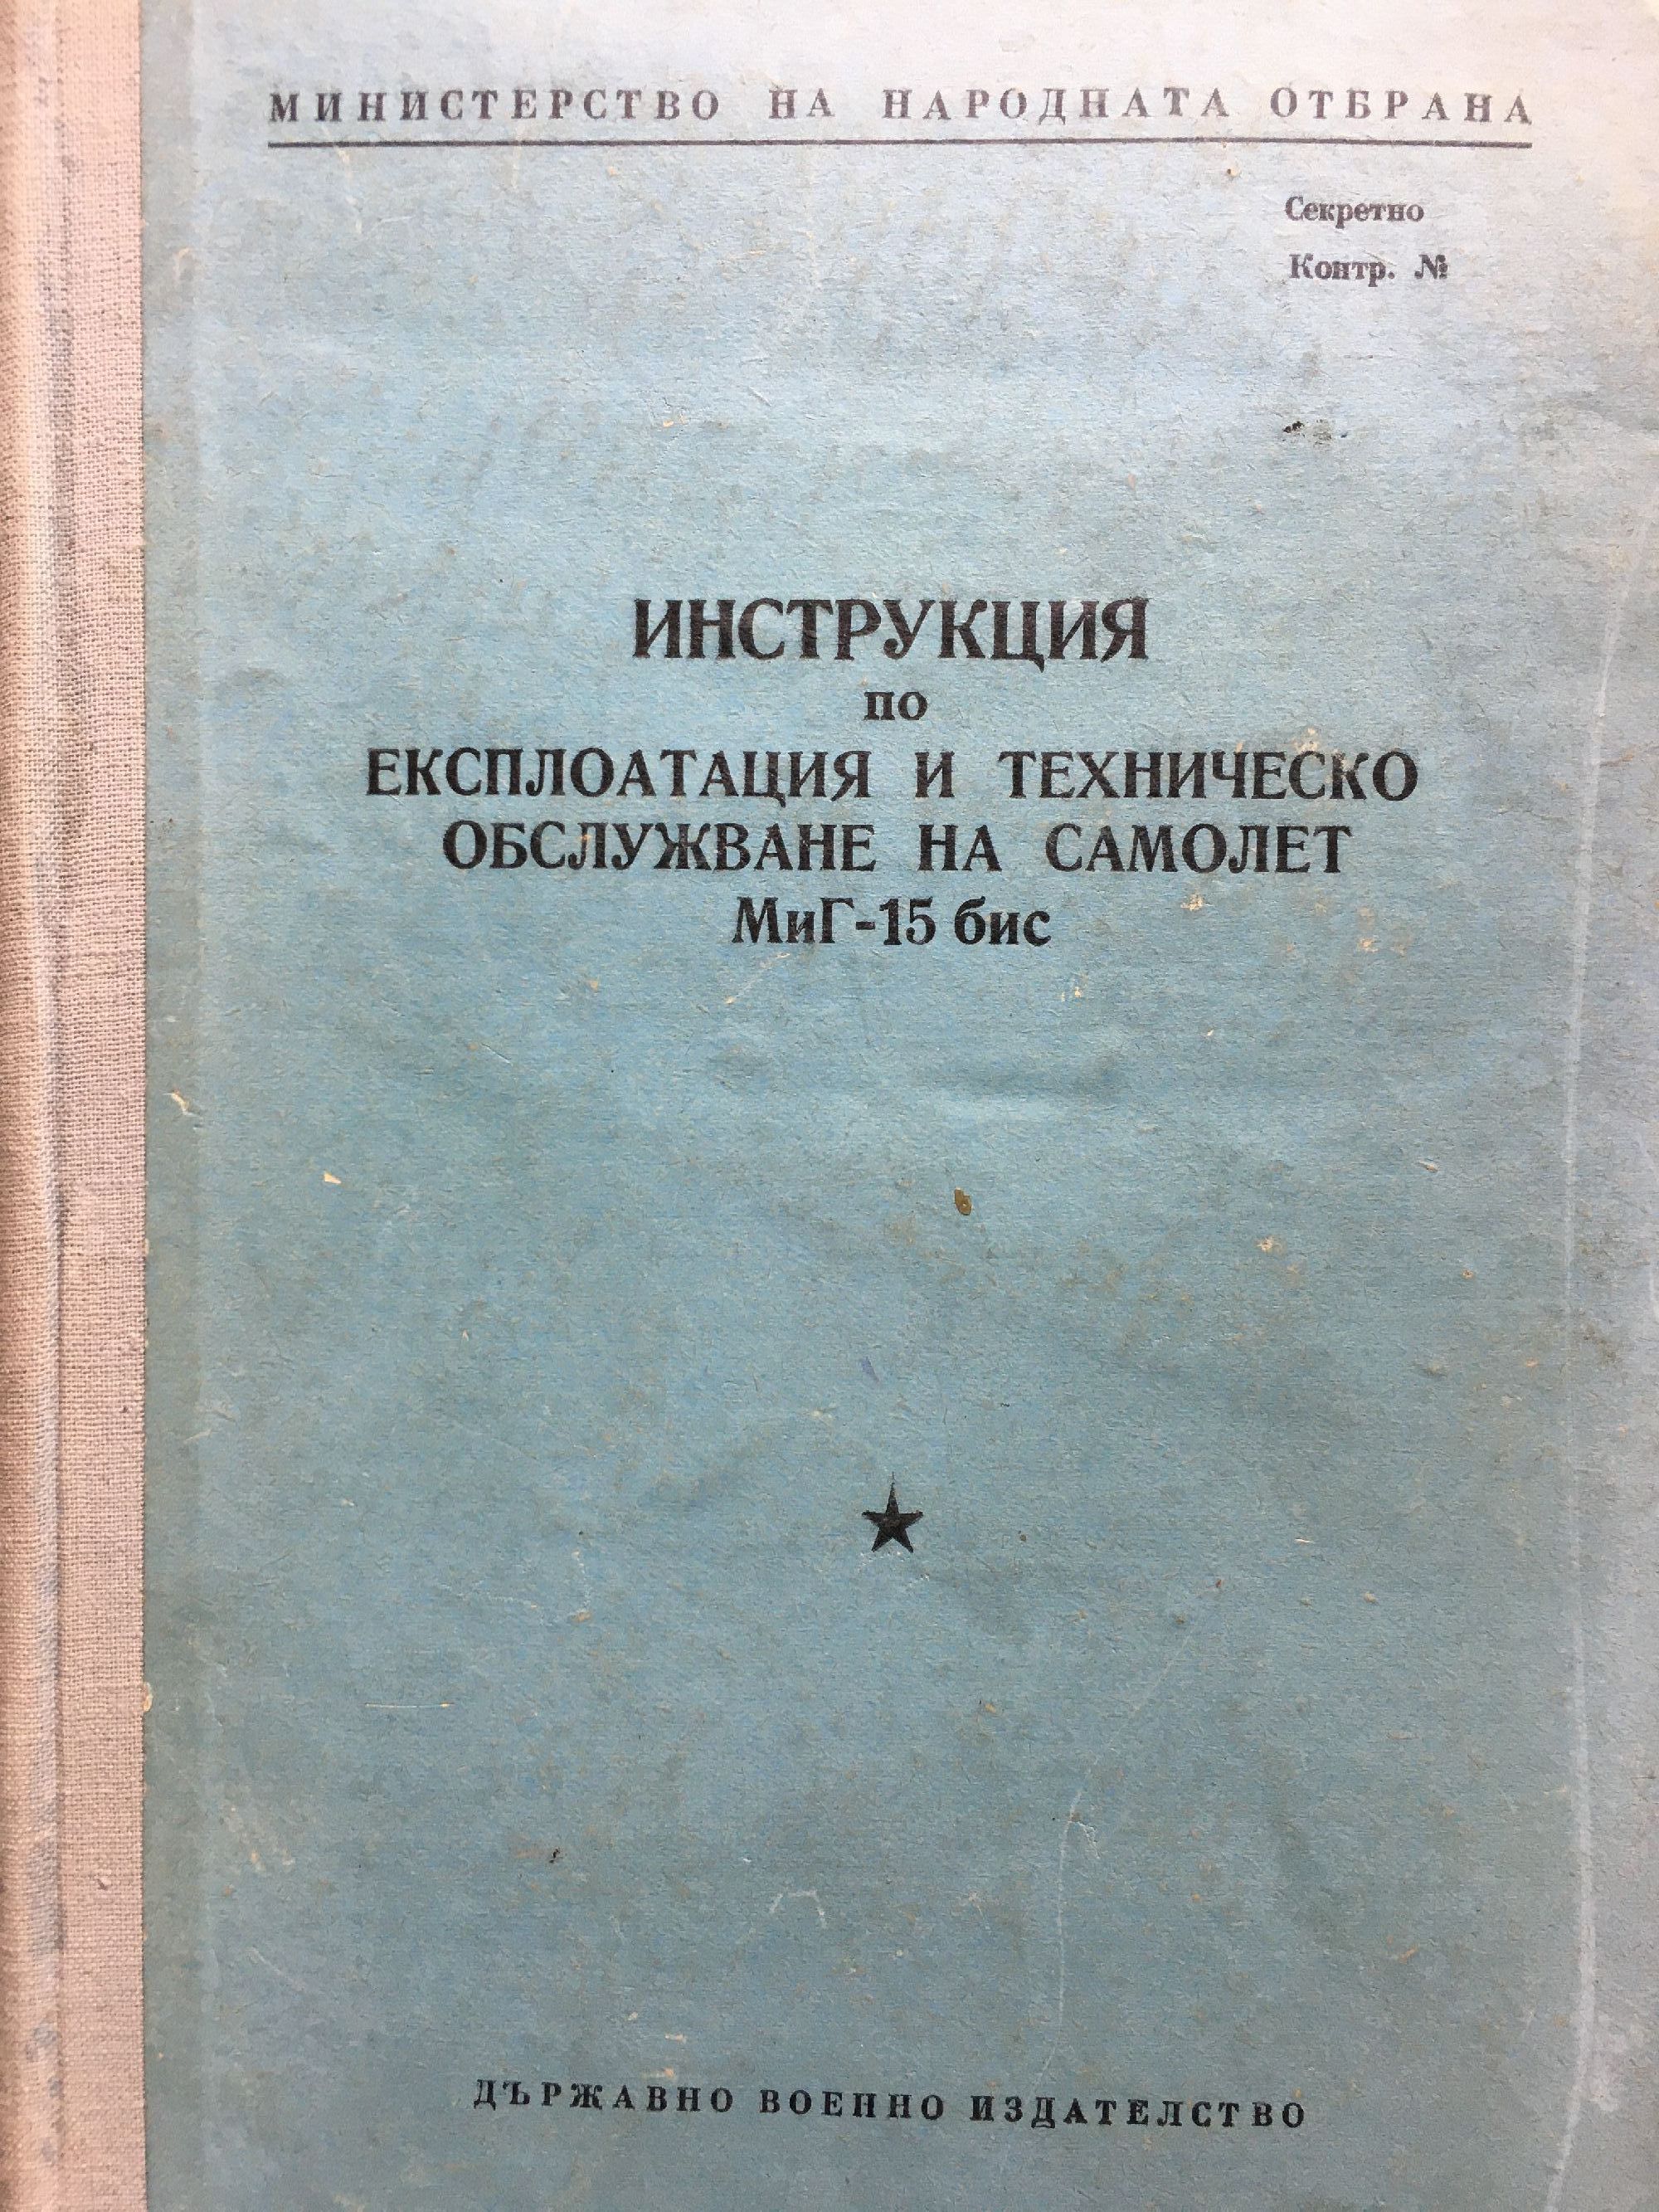 МИНИСТЕРСТВО НА НАРОДНАТА ОТБРАНА
Секретно
Контр. №
ИНСТРУКЦИЯ
по
ЕКСПЛОАТАЦИЯ И ТЕХНИЧЕСКО
ОБСЛУЖВАНЕ НА САМОЛЕТ
МиГ-15 бис
ДЪРЖАВНО ВОЕННО ИЗДАТЕЛСТВО